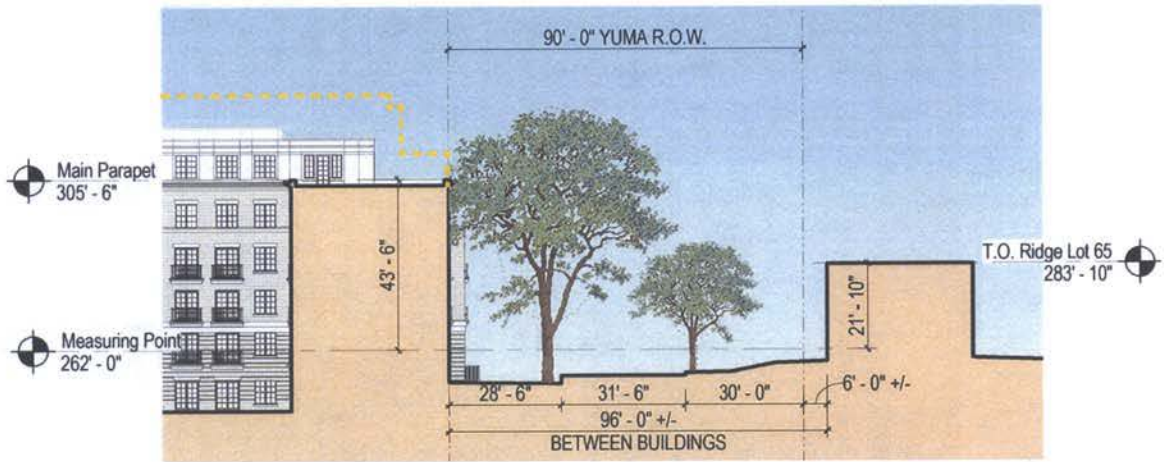 90' - 0" YUMA R.O.W.
Main Parapet
305' - 6"
43' - 6"
T.O. Ridge Lot 65
283' - 10"
21' - 10"
Measuring Point
262' - 0"
28' - 6"
31' - 6"
30' - 0"
6' - 0" +/-
96' - 0" +/-
BETWEEN BUILDINGS